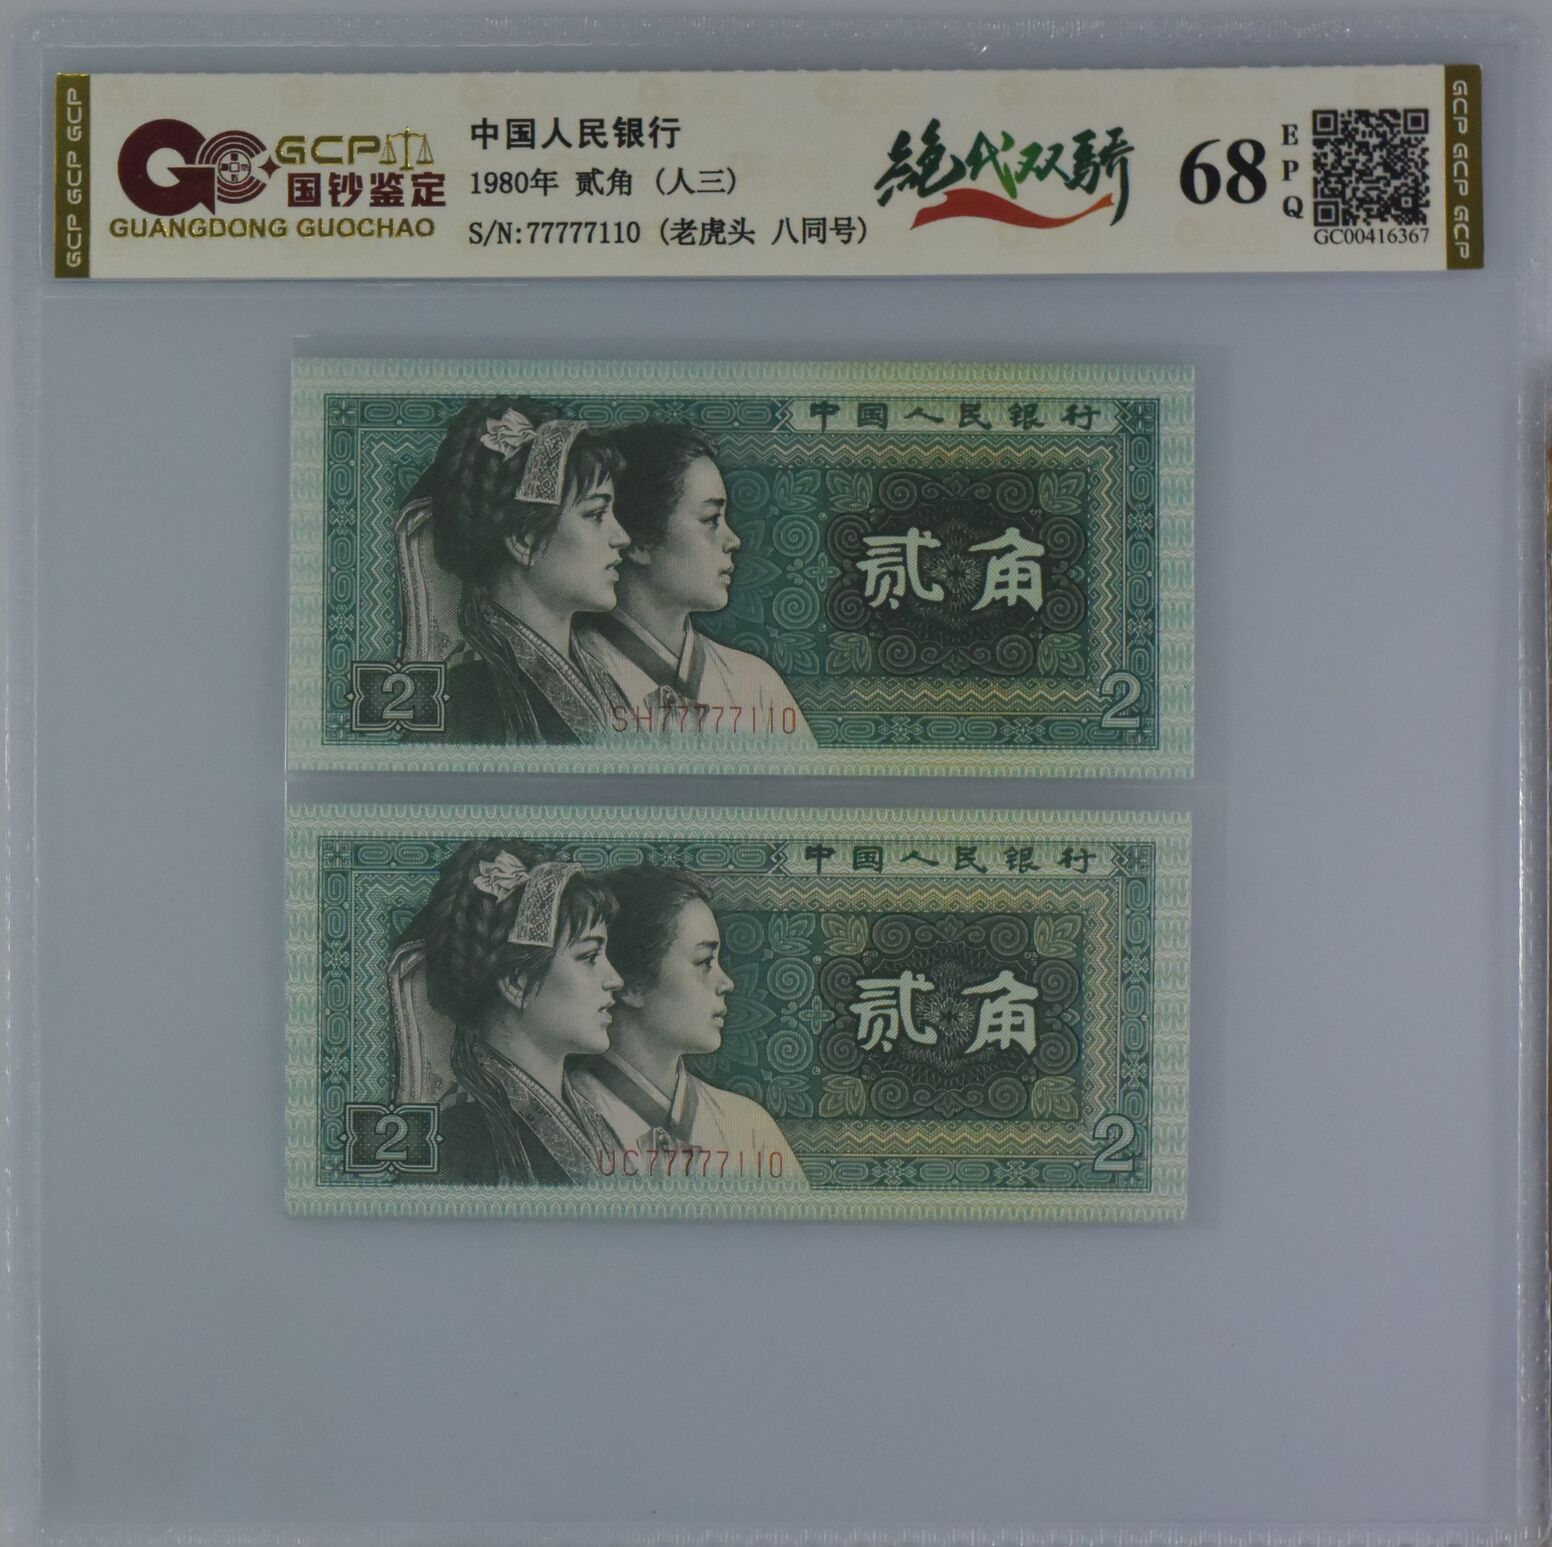 GCP GCP GCP
GCP
国钞鉴定
GUANGDONG GUOCHAO
中国人民银行
1980年 贰角 (人三)
S/N:77777110 (老虎头 八同号)
绝代双骄
68
EPQ
GC00416367
GCP GCP GCP
中国人民银行
贰角
2
SH77777110
2
中国人民银行
贰角
2
UC77777110
2